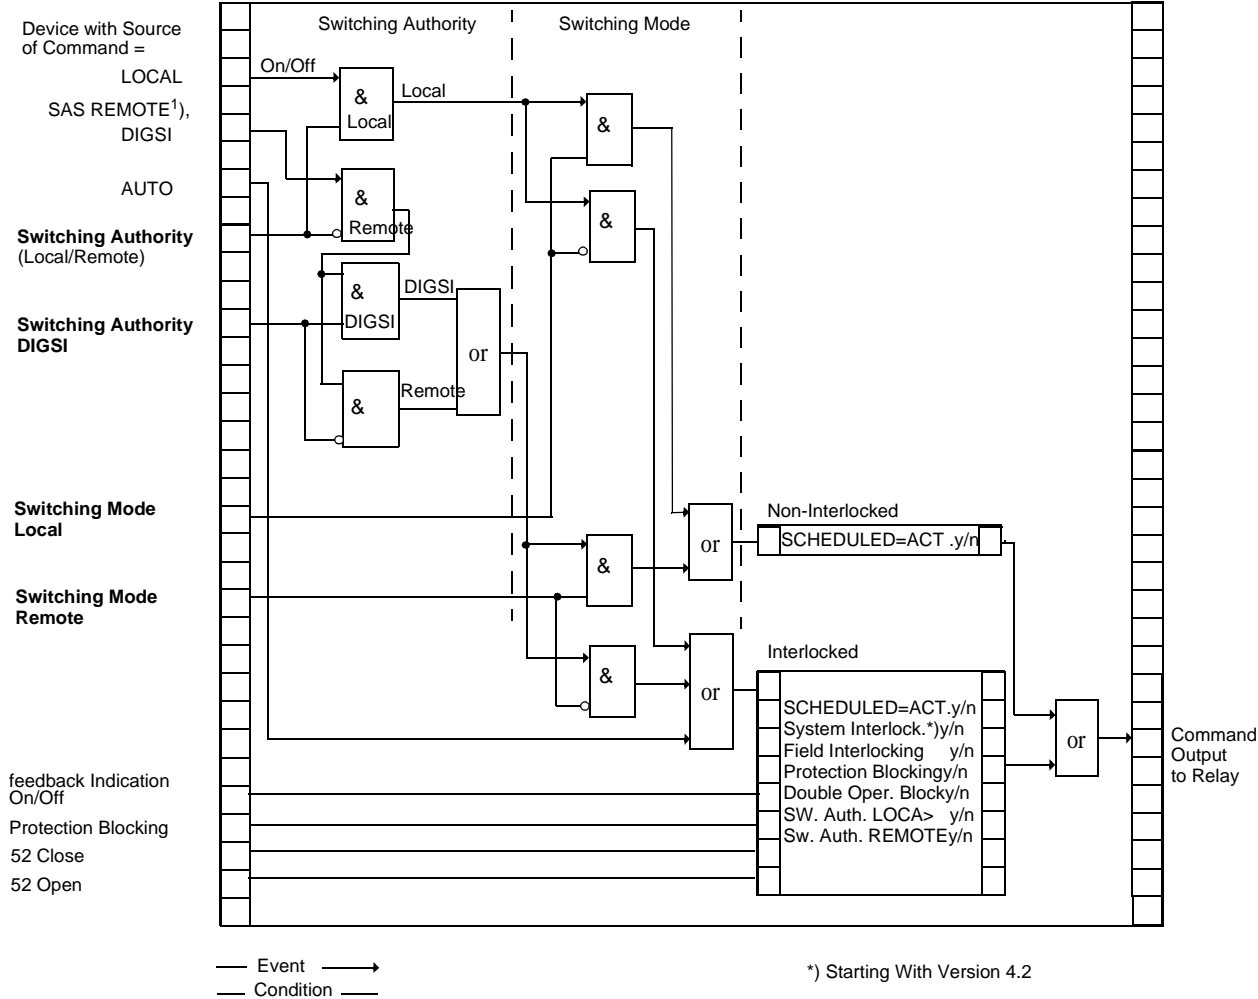 Switching Authority
Switching Mode
Device with Source
of Command =
LOCAL
On/Off
&
Local
Local
&
SAS REMOTE1),
DIGSI
AUTO
&
Remote
&
Switching Authority
(Local/Remote)
&
DIGSI
DIGSI
Switching Authority
DIGSI
or
&
Remote
Switching Mode
Local
or
Non-Interlocked
SCHEDULED=ACT .y/n
&
Switching Mode
Remote
&
or
Interlocked
SCHEDULED=ACT.y/n
System Interlock.*)y/n
Field Interlocking y/n
Protection Blockingy/n
Double Oper. Blocky/n
SW. Auth. LOCA> y/n
Sw. Auth. REMOTEy/n
or
Command
Output
to Relay
feedback Indication
On/Off
Protection Blocking
52 Close
52 Open
Event
Condition
*) Starting With Version 4.2